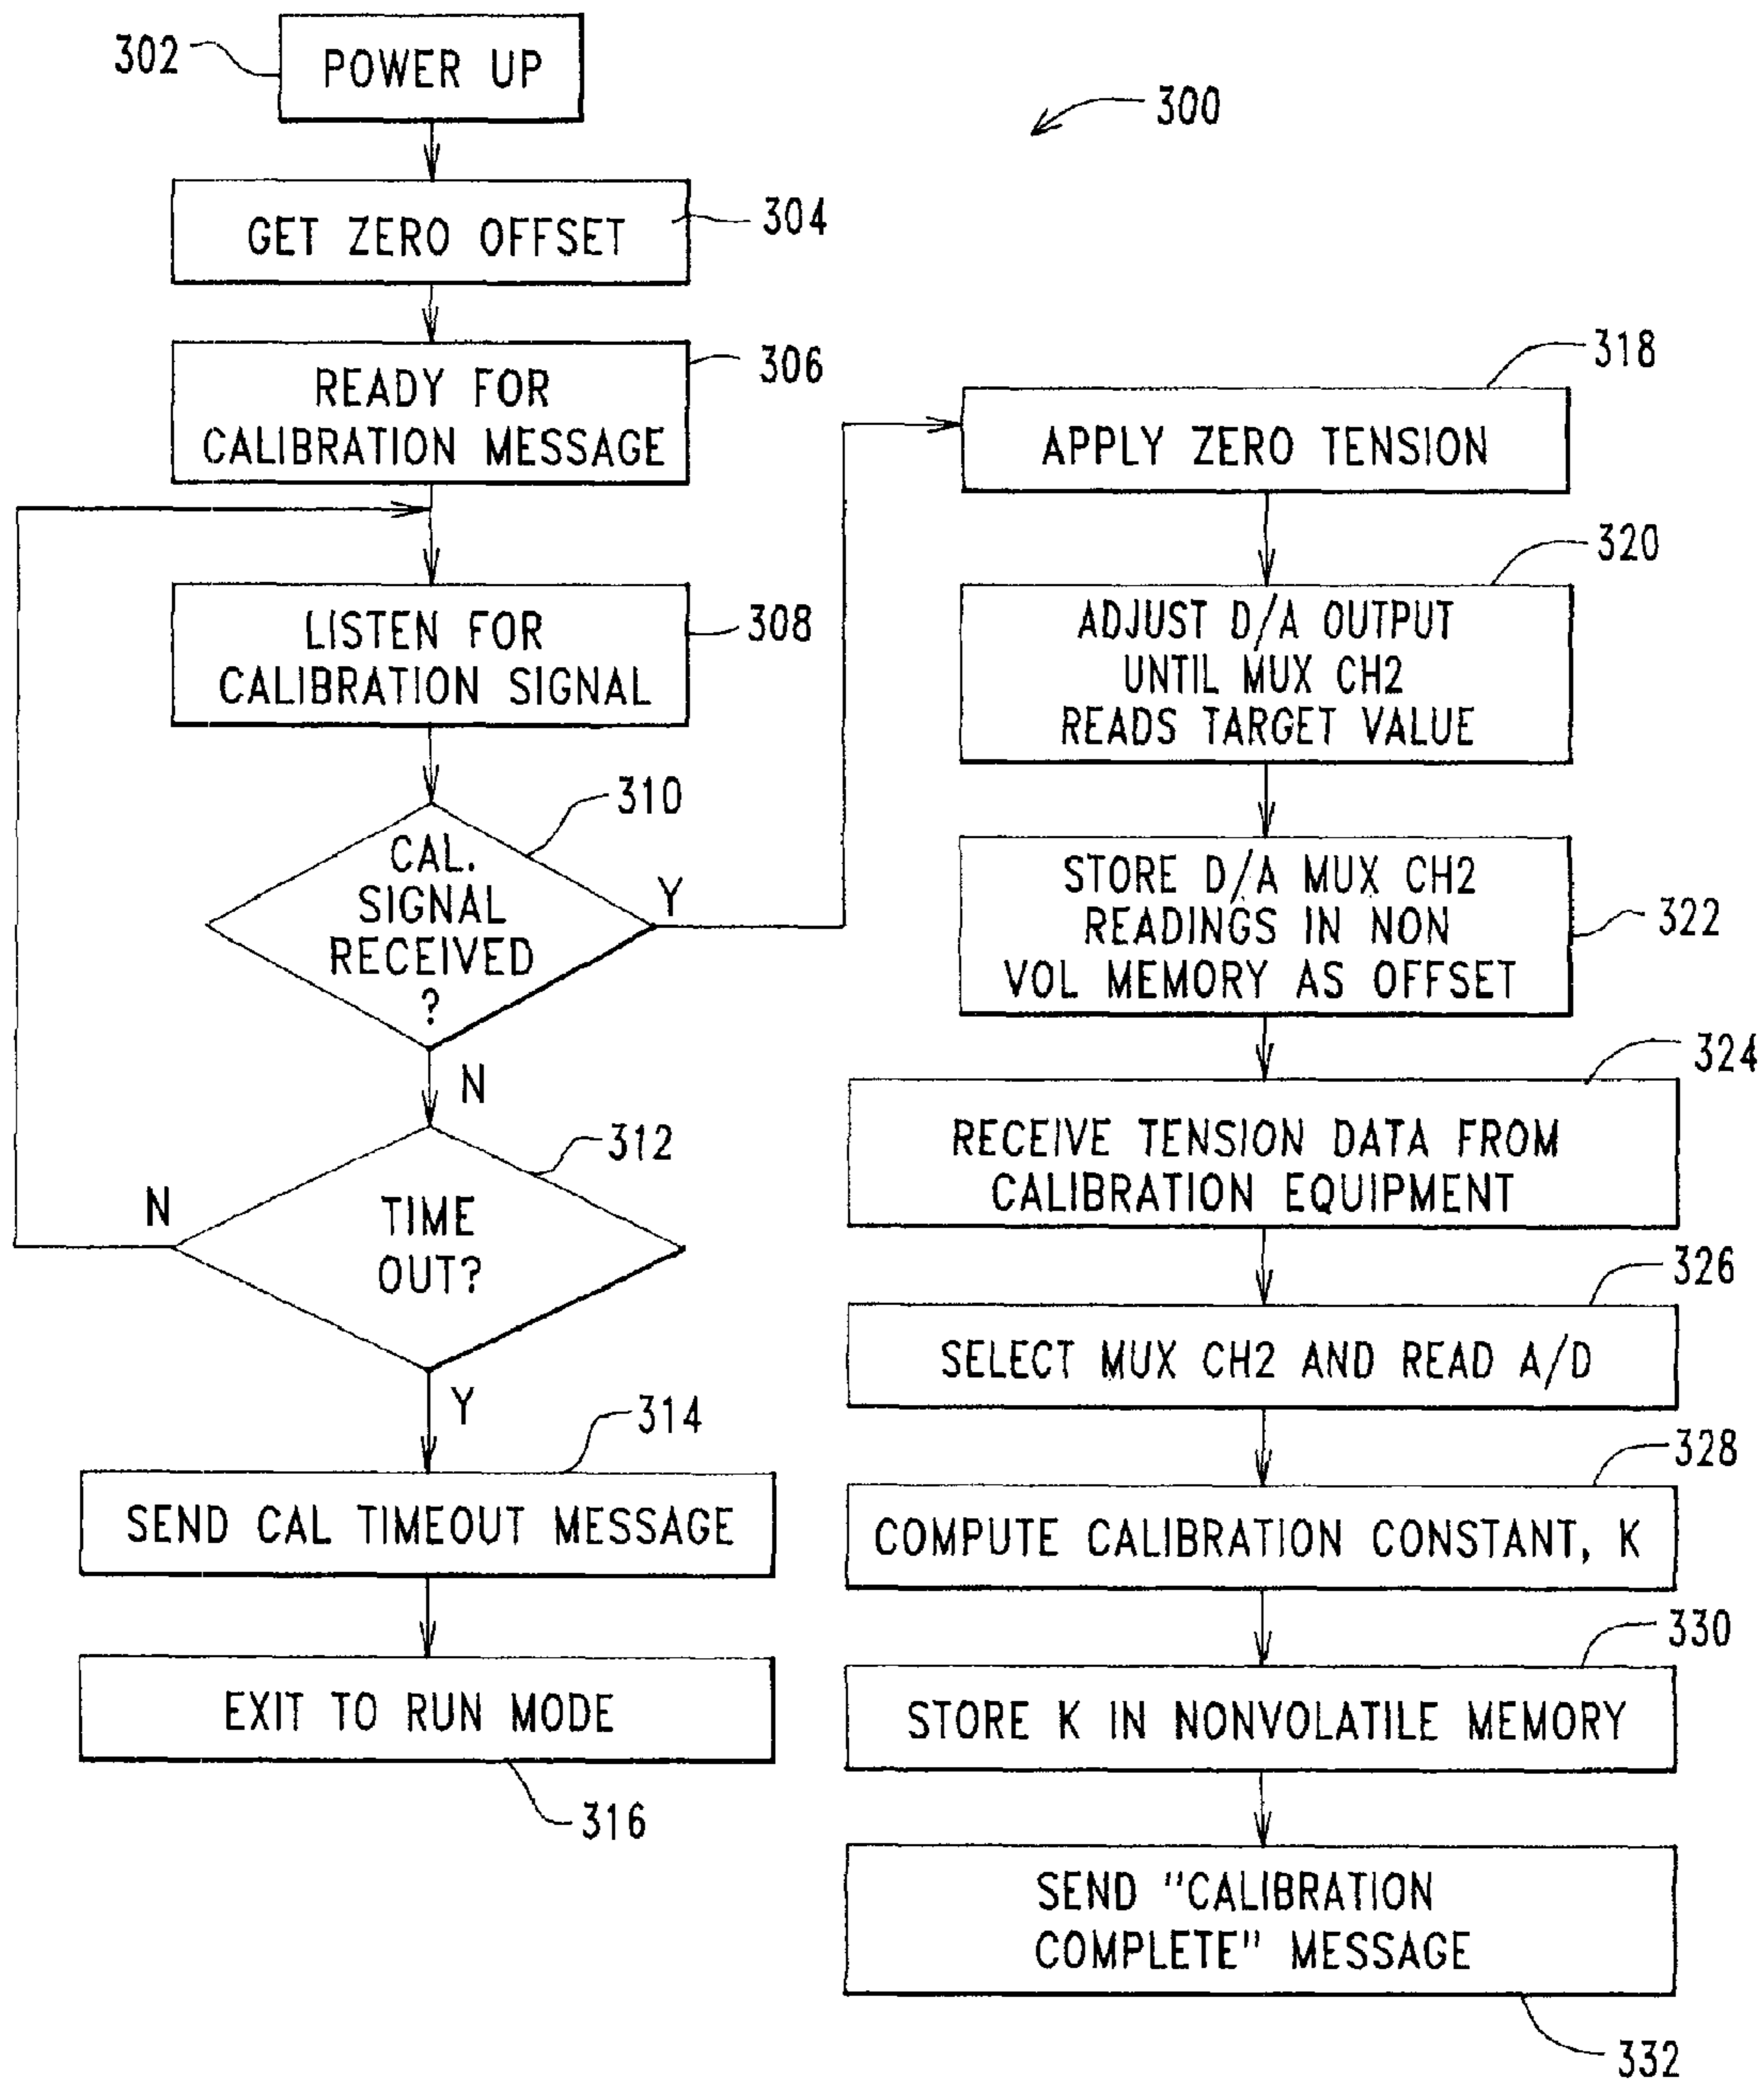 302
POWER UP
300
GET ZERO OFFSET
304
READY FOR
CALIBRATION MESSAGE
306
LISTEN FOR
CALIBRATION SIGNAL
308
310
CAL.
SIGNAL
RECEIVED
?
Y
N
312
TIME
OUT?
N
Y
314
SEND CAL TIMEOUT MESSAGE
EXIT TO RUN MODE
316
318
APPLY ZERO TENSION
320
ADJUST D/A OUTPUT
UNTIL MUX CH2
READS TARGET VALUE
STORE D/A MUX CH2
READINGS IN NON
VOL MEMORY AS OFFSET
322
324
RECEIVE TENSION DATA FROM
CALIBRATION EQUIPMENT
326
SELECT MUX CH2 AND READ A/D
328
COMPUTE CALIBRATION CONSTANT, K
330
STORE K IN NONVOLATILE MEMORY
SEND "CALIBRATION
COMPLETE" MESSAGE
332